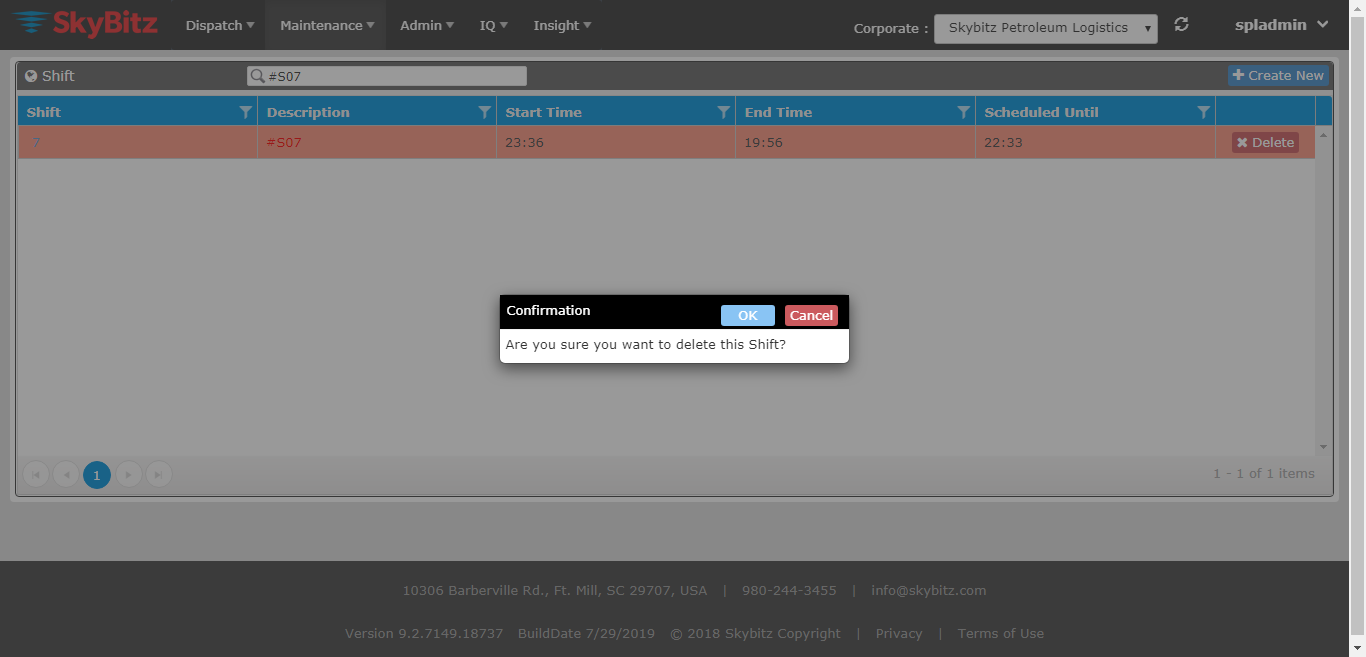 SkyBitz Dispatch Maintenance Admin IQ Insight Corporate : Skybitz Petroleum Logistics spladmin
Shift #S07 Create New
Shift Description Start Time End Time Scheduled Until
7 #S07 23:36 19:56 22:33 Delete
Confirmation OK Cancel
Are you sure you want to delete this Shift?
1 1 - 1 of 1 items
10306 Barberville Rd., Ft. Mill, SC 29707, USA | 980-244-3455 | info@skybitz.com
Version 9.2.7149.18737 BuildDate 7/29/2019 © 2018 Skybitz Copyright | Privacy | Terms of Use